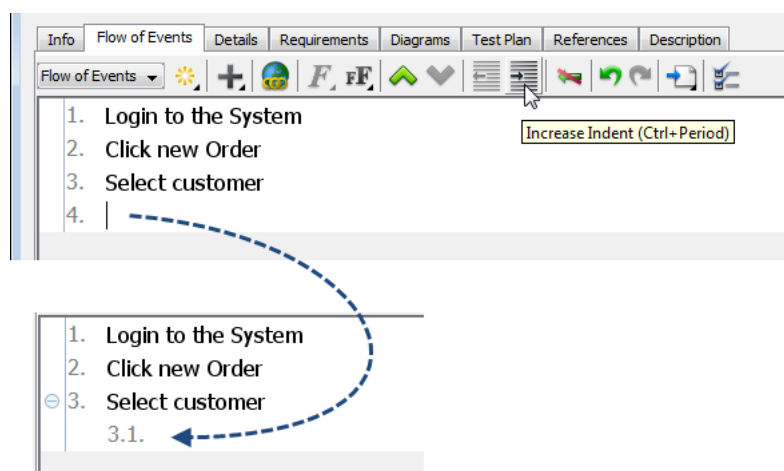 Info Flow of Events Details Requirements Diagrams Test Plan References Description
Flow of Events F FF
1. Login to the System
Increase Indent (Ctrl+Period)
2. Click new Order
3. Select customer
4.
1. Login to the System
2. Click new Order
3. Select customer
3.1.